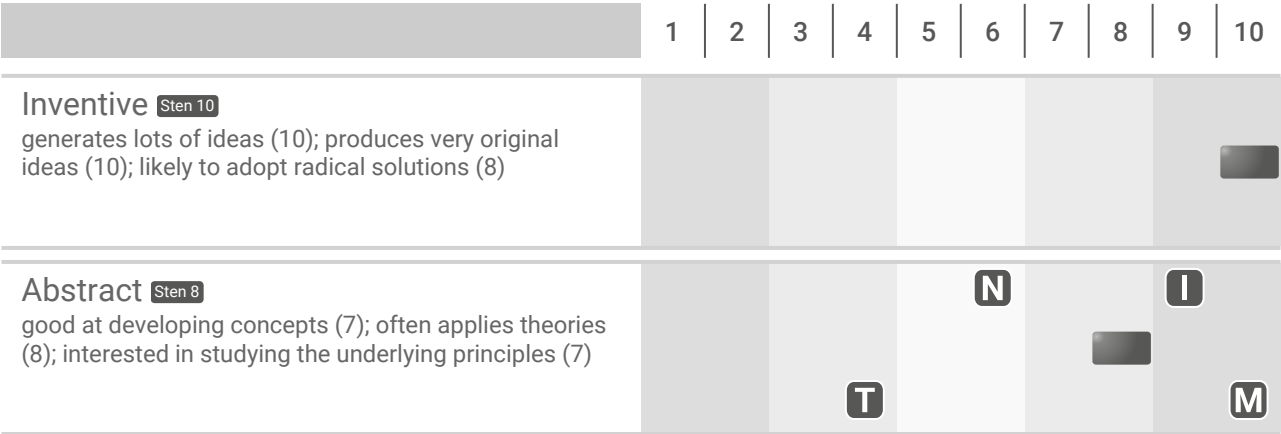 1 2 3 4 5 6 7 8 9 10
Inventive Sten 10
generates lots of ideas (10); produces very original
ideas (10); likely to adopt radical solutions (8)
Abstract Sten 8
N I
good at developing concepts (7); often applies theories
(8); interested in studying the underlying principles (7)
T M